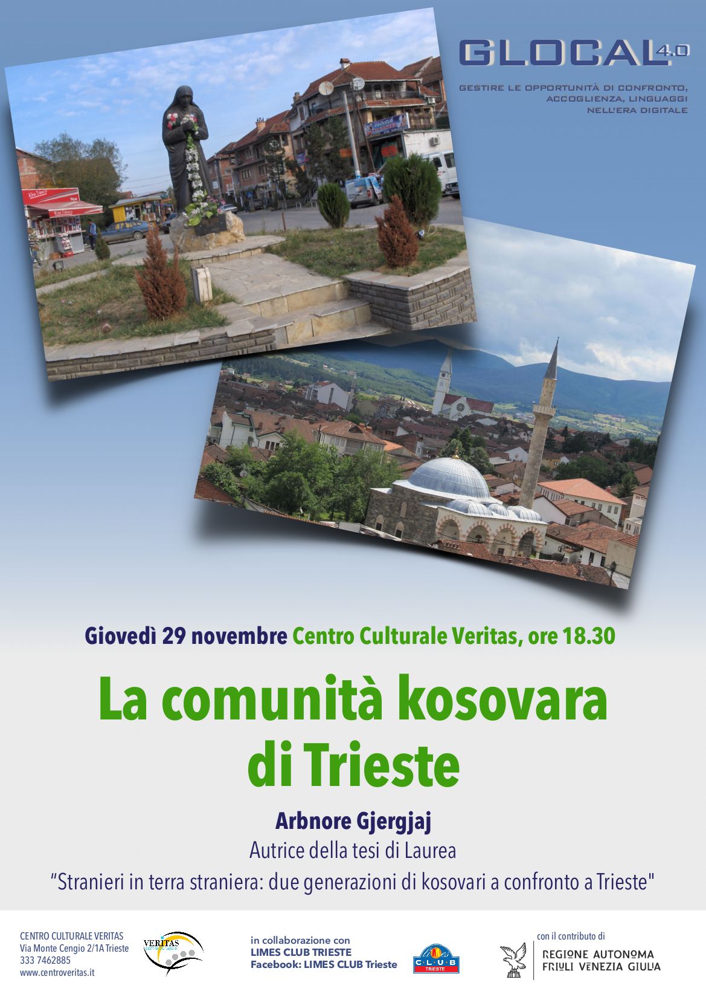 GLOCAL 4.0
GESTIRE LE OPPORTUNITÀ DI CONFRONTO,
ACCOGLIENZA, LINGUAGGI
NELL'ERA DIGITALE
estetik
Giovedì 29 novembre Centro Culturale Veritas, ore 18.30
La comunità kosovara
di Trieste
Arbnore Gjergjaj
Autrice della tesi di Laurea
“Stranieri in terra straniera: due generazioni di kosovari a confronto a Trieste"
CENTRO CULTURALE VERITAS
Via Monte Cengio 2/1A Trieste
333 7462885
www.centroveritas.it
VERITAS
centro culturale
in collaborazione con
LIMES CLUB TRIESTE
Facebook: LIMES CLUB Trieste
limes
CLUB
TRIESTE
con il contributo di
REGIONE AUTONOMA
FRIULI VENEZIA GIULIA